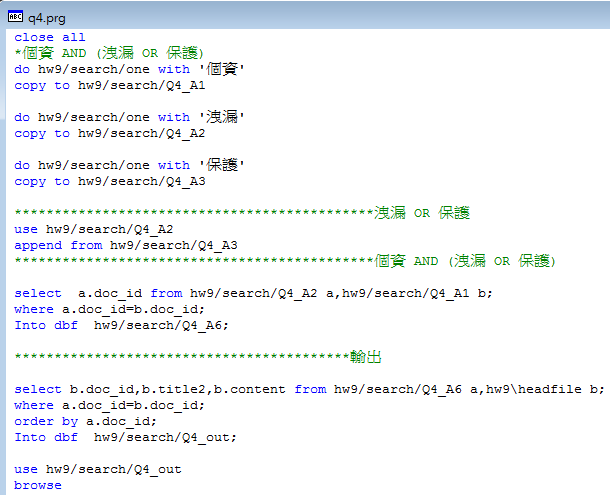 ABC q4.prg
close all
*個資 AND (洩漏 OR 保護)
do hw9/search/one with '個資'
copy to hw9/search/Q4_A1
do hw9/search/one with '洩漏'
copy to hw9/search/Q4_A2
do hw9/search/one with '保護'
copy to hw9/search/Q4_A3
*********************************************洩漏 OR 保護
use hw9/search/Q4_A2
append from hw9/search/Q4_A3
*********************************************個資 AND (洩漏 OR 保護)
select  a.doc_id from hw9/search/Q4_A2 a,hw9/search/Q4_A1 b;
where a.doc_id=b.doc_id;
Into dbf  hw9/search/Q4_A6;
******************************************輸出
select b.doc_id,b.title2,b.content from hw9/search/Q4_A6 a,hw9\headfile b;
where a.doc_id=b.doc_id;
order by a.doc_id;
Into dbf  hw9/search/Q4_out;
use hw9/search/Q4_out
browse